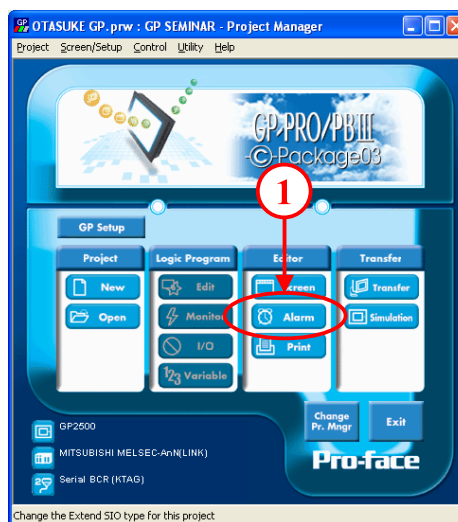 OTASUKE GP.prw : GP SEMINAR - Project Manager
Project Screen/Setup Control Utility Help
GP-PRO/PBIII
-C-Package03
1
GP Setup
Project Logic Program Editor Transfer
New Edit Screen Transfer
Open Monitor Alarm Simulation
I/O Print
123 Variable
Change
Pr. Mngr
Exit
GP2500
MITSUBISHI MELSEC-AnN(LINK)
Pro-face
Serial BCR (KTAG)
Change the Extend SIO type for this project